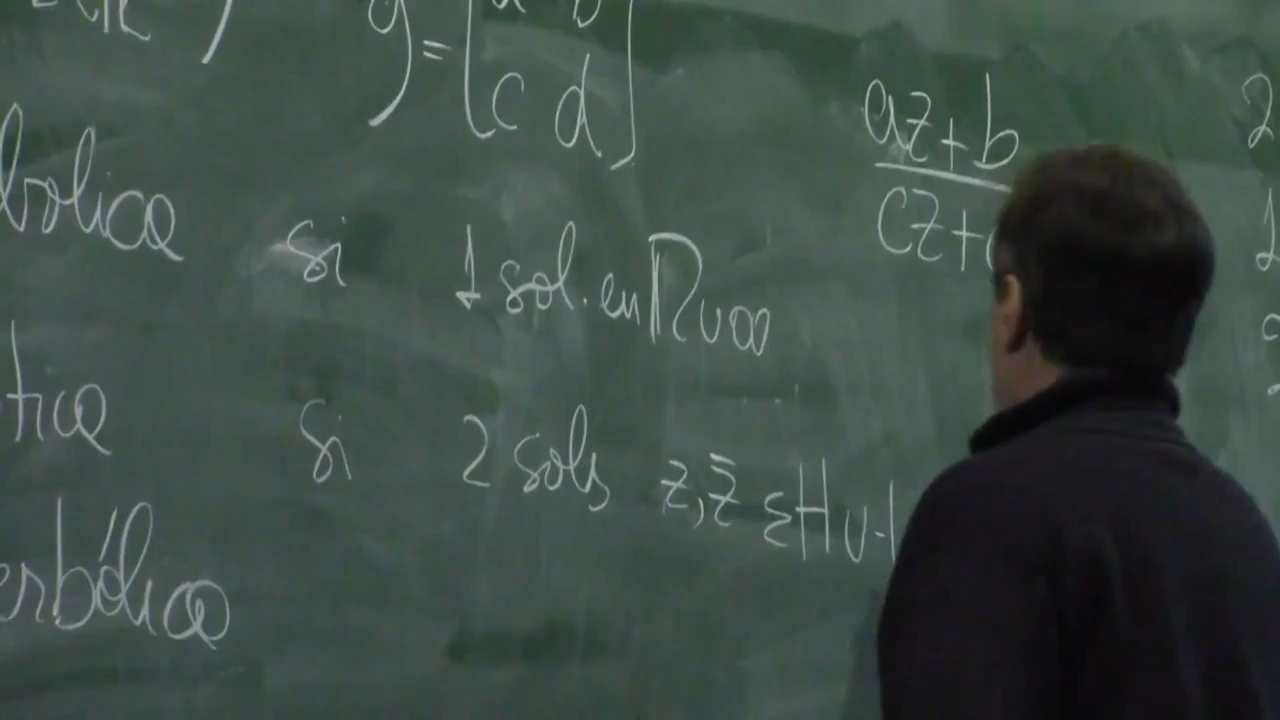 g = [a b
c d]
az+b
cz+
bolica si 1 sol. en ℝ∪∞
tica si 2 sols z, z̄ ∈ H ∪ -
erbólica